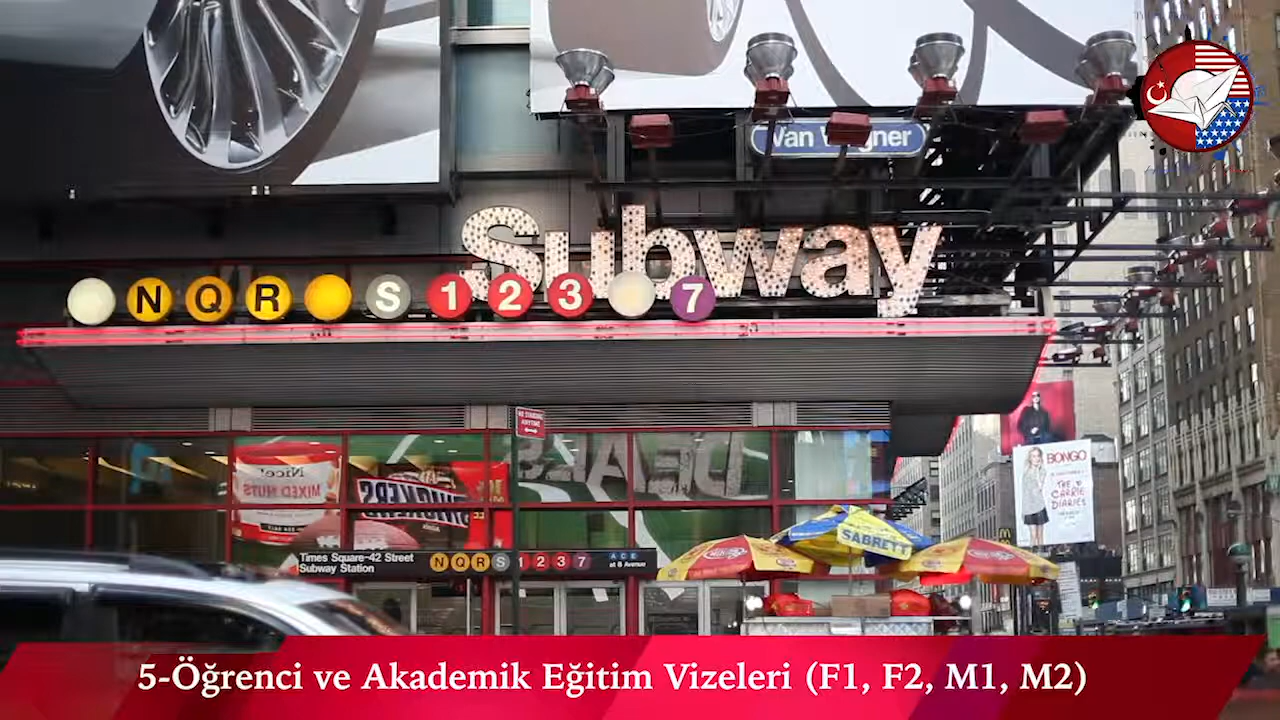 Van Wagner
Subway
N Q R S 1 2 3 7
NO STANDING
ANYTIME
Nice!
MIXED NUTS
SNICKERS
DEALS
BONGO
THE
CARRIE
DIARIES
SABRETT
Times Square-42 Street
Subway Station
N Q R S 1 2 3 7
A C E
at 8 Avenue
5-Öğrenci ve Akademik Eğitim Vizeleri (F1, F2, M1, M2)